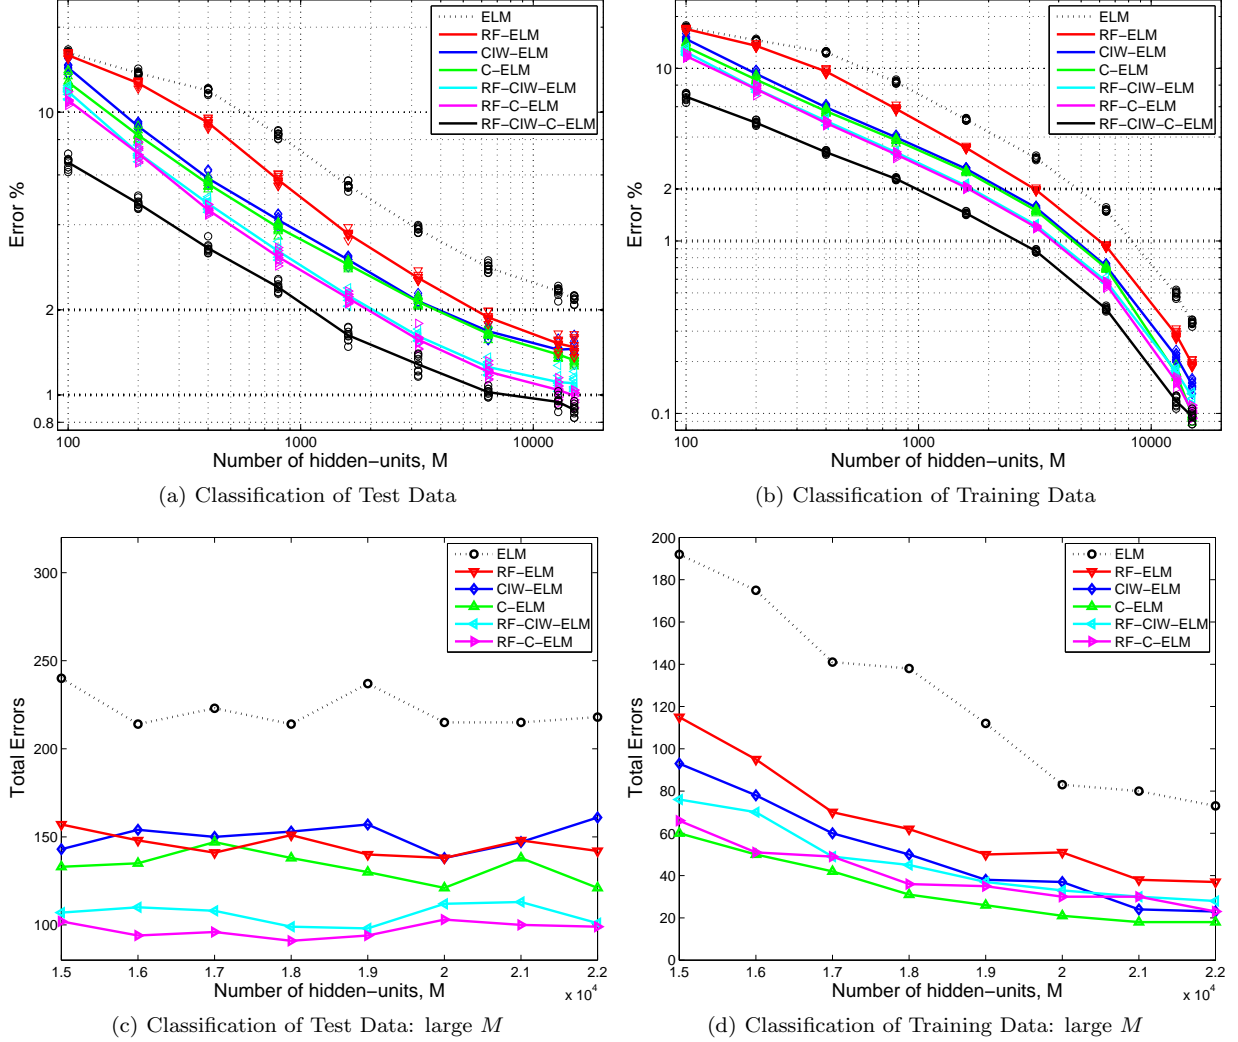 ELM
RF−ELM
CIW−ELM
C−ELM
RF−CIW−ELM
RF−C−ELM
RF−CIW−C−ELM
Error %
10
2
1
0.8
100
1000
10000
Number of hidden−units, M
(a) Classification of Test Data
ELM
RF−ELM
CIW−ELM
C−ELM
RF−CIW−ELM
RF−C−ELM
RF−CIW−C−ELM
Error %
10
2
1
0.1
100
1000
10000
Number of hidden−units, M
(b) Classification of Training Data
ELM
RF−ELM
CIW−ELM
C−ELM
RF−CIW−ELM
RF−C−ELM
Total Errors
300
250
200
150
100
1.5 1.6 1.7 1.8 1.9 2 2.1 2.2
x 10⁴
Number of hidden−units, M
(c) Classification of Test Data: large M
ELM
RF−ELM
CIW−ELM
C−ELM
RF−CIW−ELM
RF−C−ELM
Total Errors
200
180
160
140
120
100
80
60
40
20
0
1.5 1.6 1.7 1.8 1.9 2 2.1 2.2
x 10⁴
Number of hidden−units, M
(d) Classification of Training Data: large M